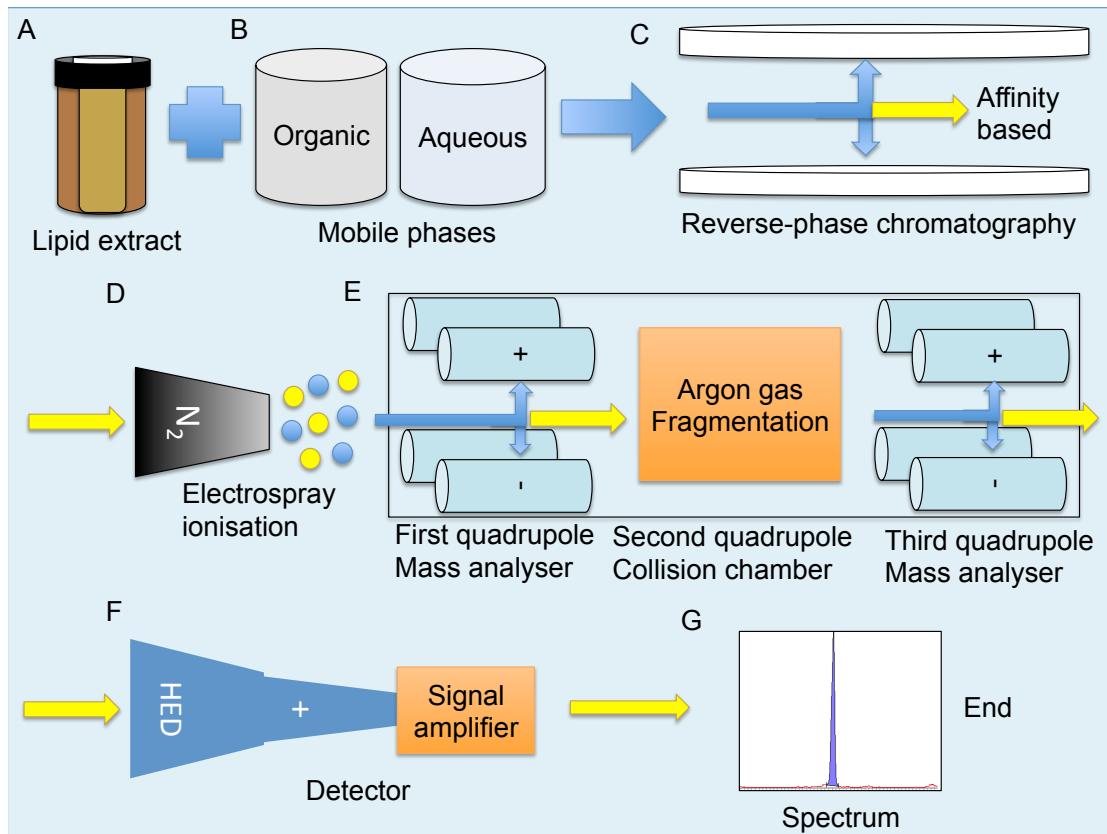 A
B
C
Organic
Aqueous
Affinity
based
Lipid extract
Mobile phases
Reverse-phase chromatography
D
E
N2
+
-
Argon gas
Fragmentation
+
-
Electrospray
ionisation
First quadrupole
Mass analyser
Second quadrupole
Collision chamber
Third quadrupole
Mass analyser
F
G
HED
+
Signal
amplifier
End
Detector
Spectrum